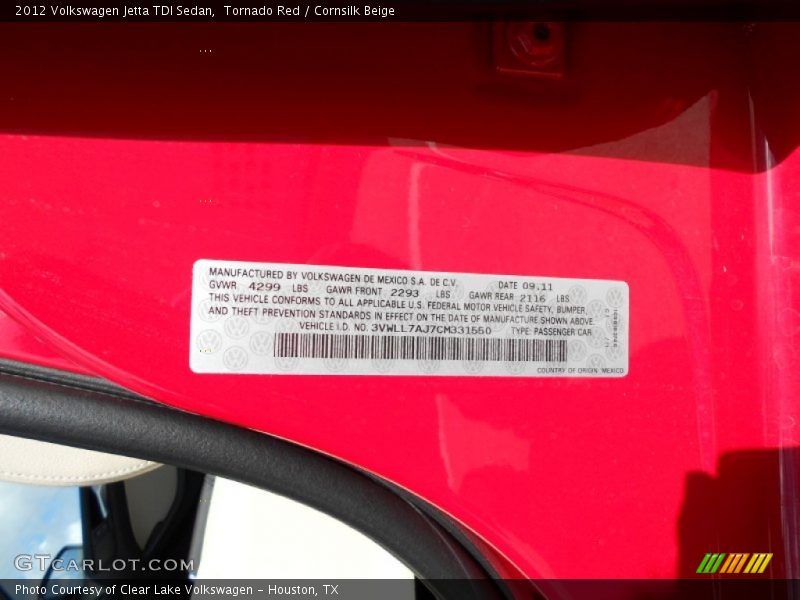 2012 Volkswagen Jetta TDI Sedan,  Tornado Red / Cornsilk Beige
MANUFACTURED BY VOLKSWAGEN DE MEXICO S.A. DE C.V. DATE 09.11
GVWR 4299 LBS GAWR FRONT 2293 LBS GAWR REAR 2116 LBS
THIS VEHICLE CONFORMS TO ALL APPLICABLE U.S. FEDERAL MOTOR VEHICLE SAFETY, BUMPER,
AND THEFT PREVENTION STANDARDS IN EFFECT ON THE DATE OF MANUFACTURE SHOWN ABOVE.
VEHICLE I.D. NO. 3VWLL7AJ7CM331550 TYPE: PASSENGER CAR
COUNTRY OF ORIGIN MEXICO
GTCARLOT.COM
Photo Courtesy of Clear Lake Volkswagen - Houston, TX